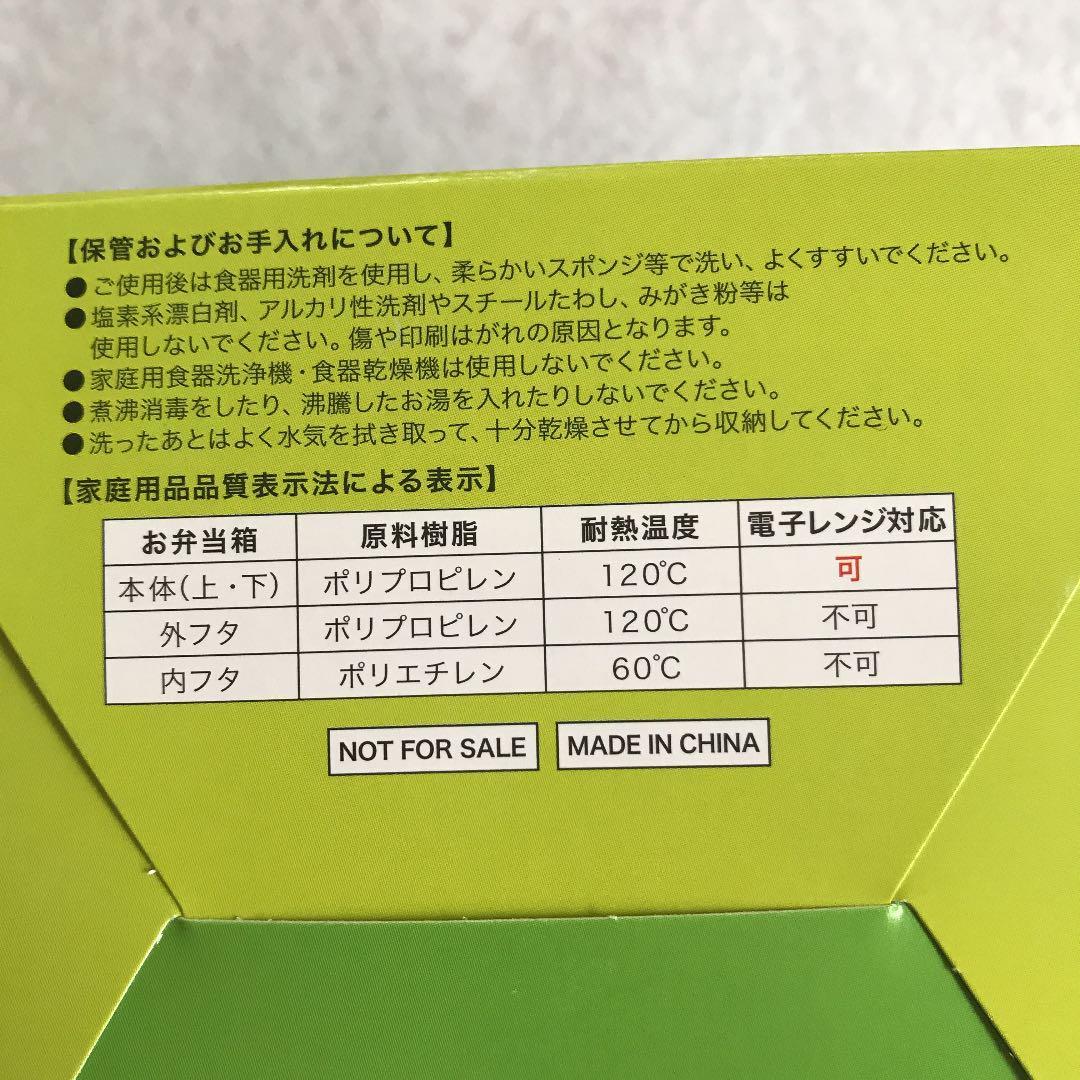 【保管およびお手入れについて】
●ご使用後は食器用洗剤を使用し、柔らかいスポンジ等で洗い、よくすすいでください。
●塩素系漂白剤、アルカリ性洗剤やスチールたわし、みがき粉等は
使用しないでください。傷や印刷はがれの原因となります。
●家庭用食器洗浄機・食器乾燥機は使用しないでください。
●煮沸消毒をしたり、沸騰したお湯を入れたりしないでください。
●洗ったあとはよく水気を拭き取って、十分乾燥させてから収納してください。
【家庭用品品質表示法による表示】
お弁当箱 原料樹脂 耐熱温度 電子レンジ対応
本体(上・下) ポリプロピレン 120℃ 可
外フタ ポリプロピレン 120℃ 不可
内フタ ポリエチレン 60℃ 不可
NOT FOR SALE MADE IN CHINA